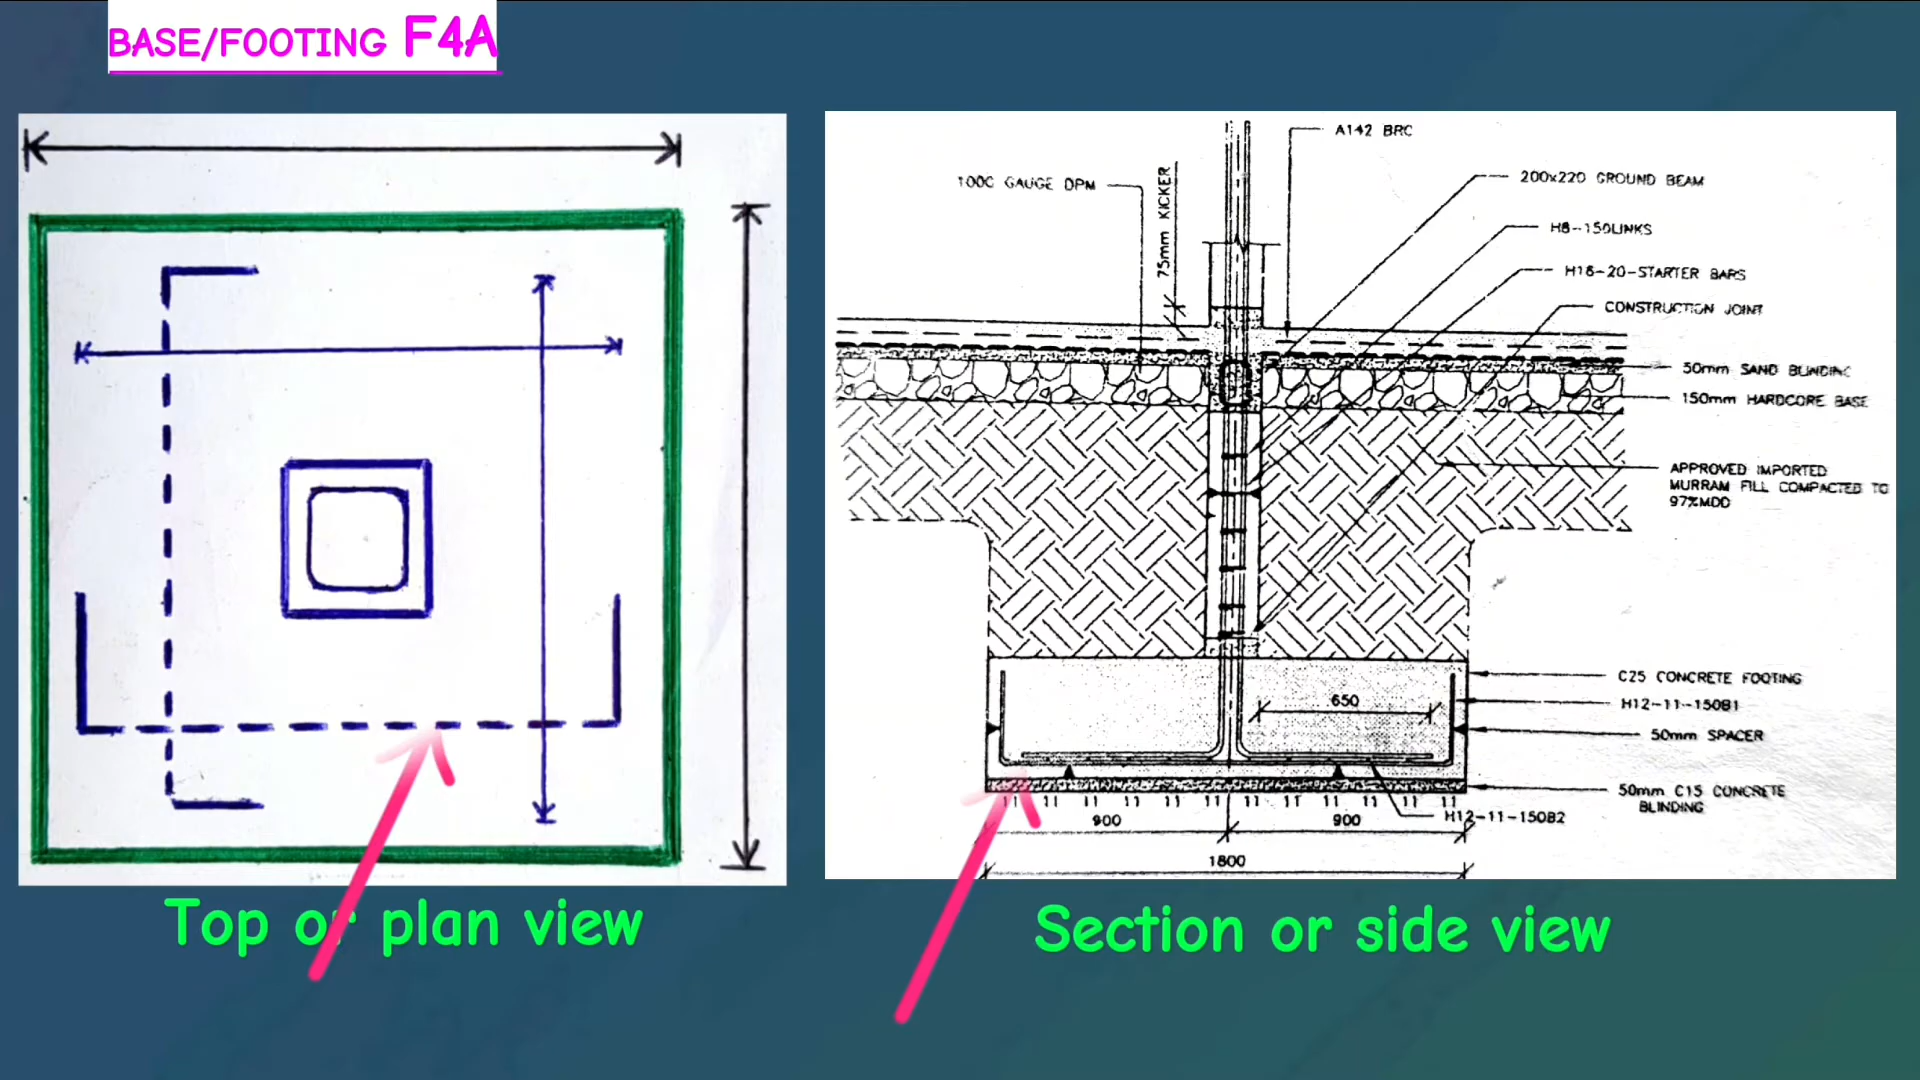 BASE/FOOTING F4A
A142 BRC
1000 GAUGE DPM
75mm KICKER
200x220 GROUND BEAM
H8-150LINKS
H16-20-STARTER BARS
CONSTRUCTION JOINT
50mm SAND BLINDING
150mm HARDCORE BASE
APPROVED IMPORTED
MURRAM FILL COMPACTED TO
97%MDD
C25 CONCRETE FOOTING
650
H12-11-150B1
50mm SPACER
50mm C15 CONCRETE
BLINDING
H12-11-150B2
900
900
1800
Top or plan view
Section or side view